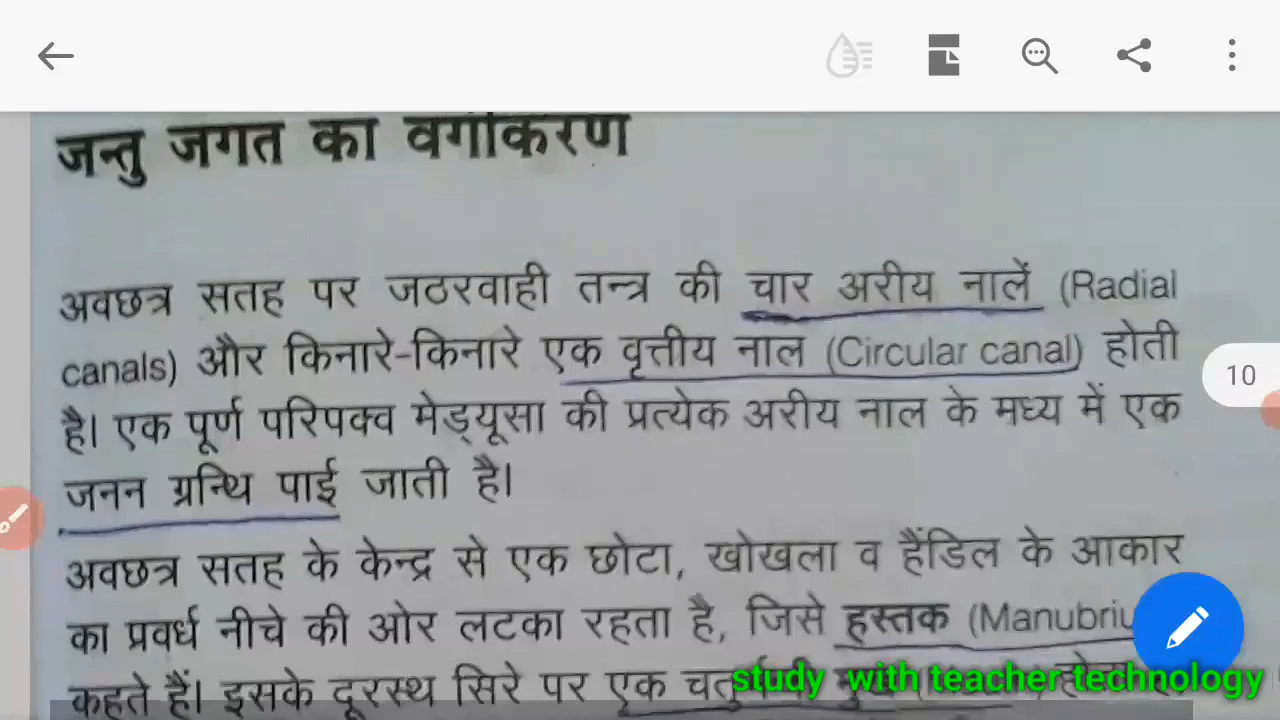 जन्तु जगत का वर्गीकरण
अवछत्र सतह पर जठरवाही तन्त्र की चार अरीय नालें (Radial
canals) और किनारे-किनारे एक वृत्तीय नाल (Circular canal) होती
10
है। एक पूर्ण परिपक्व मेड्यूसा की प्रत्येक अरीय नाल के मध्य में एक
जनन ग्रन्थि पाई जाती है।
अवछत्र सतह के केन्द्र से एक छोटा, खोखला व हैंडिल के आकार
का प्रवर्ध नीचे की ओर लटका रहता है, जिसे हस्तक (Manubriu
कहते हैं। इसके दूरस्थ सिरे पर एक
study with teacher technology